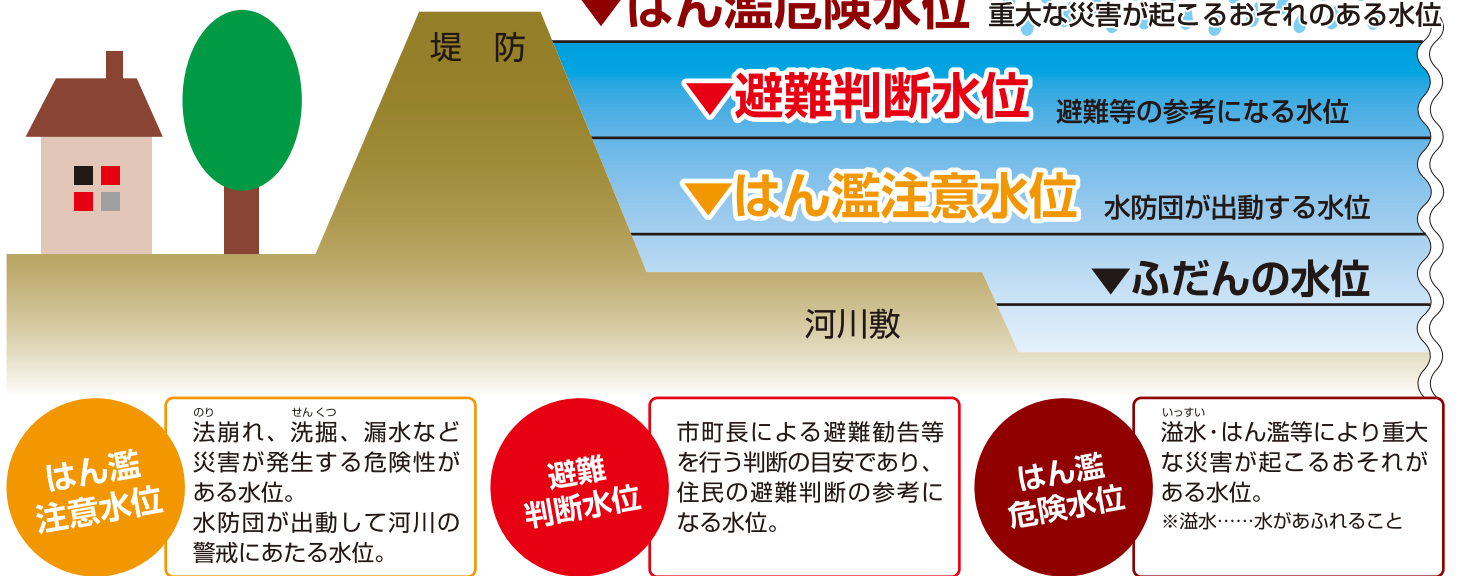 ▼はん濫危険水位 重大な災害が起こるおそれのある水位
堤 防
▼避難判断水位 避難等の参考になる水位
▼はん濫注意水位 水防団が出動する水位
▼ふだんの水位
河川敷
はん濫
注意水位
のり せんくつ
法崩れ、洗掘、漏水など
災害が発生する危険性が
ある水位。
水防団が出動して河川の
警戒にあたる水位。
避難
判断水位
市町長による避難勧告等
を行う判断の目安であり、
住民の避難判断の参考に
なる水位。
はん濫
危険水位
いっすい
溢水・はん濫等により重大
な災害が起こるおそれが
ある水位。
※溢水……水があふれること